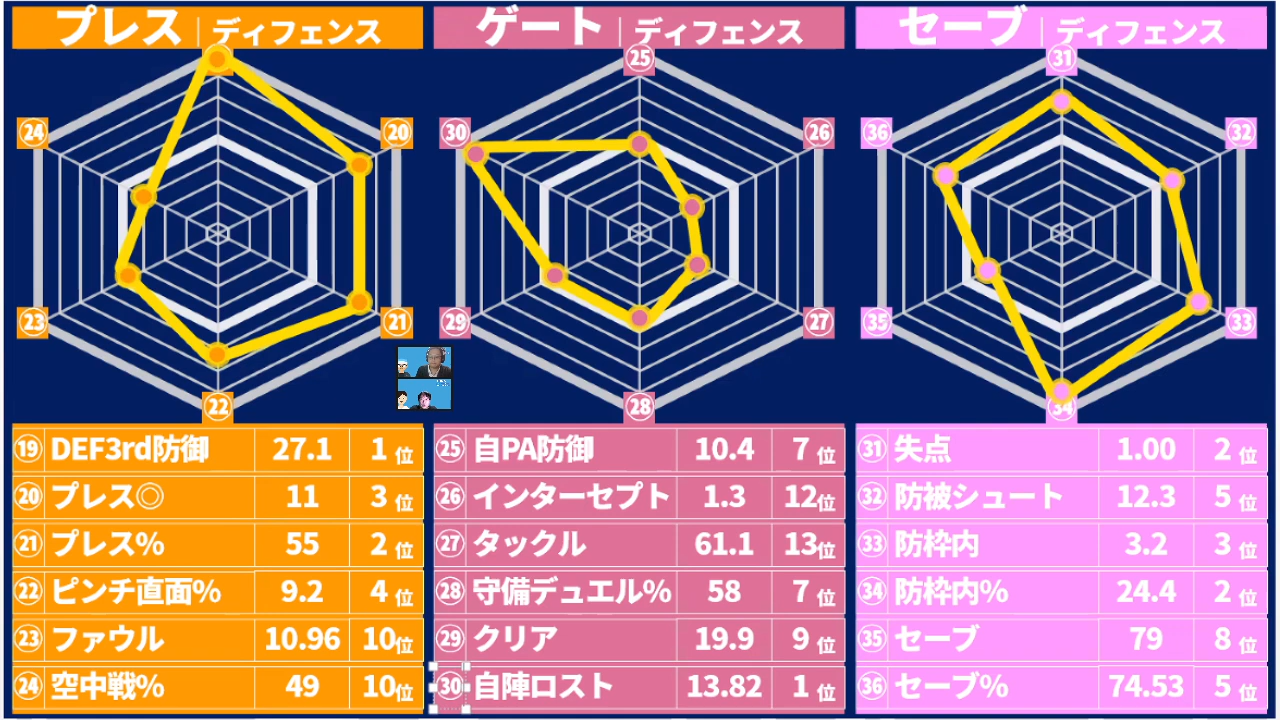 プレス | ディフェンス
ゲート | ディフェンス
セーブ | ディフェンス
⑳
㉑
㉒
㉓
㉔
㉕
㉖
㉗
㉘
㉙
㉚
㉛
㉜
㉝
㉞
㉟
㊱
⑲ DEF3rd防御 27.1 1位
⑳ プレス◎ 11 3位
㉑ プレス% 55 2位
㉒ ピンチ直面% 9.2 4位
㉓ ファウル 10.96 10位
㉔ 空中戦% 49 10位
㉕ 自PA防御 10.4 7位
㉖ インターセプト 1.3 12位
㉗ タックル 61.1 13位
㉘ 守備デュエル% 58 7位
㉙ クリア 19.9 9位
㉚ 自陣ロスト 13.82 1位
㉛ 失点 1.00 2位
㉜ 防被シュート 12.3 5位
㉝ 防枠内 3.2 3位
㉞ 防枠内% 24.4 2位
㉟ セーブ 79 8位
㊱ セーブ% 74.53 5位